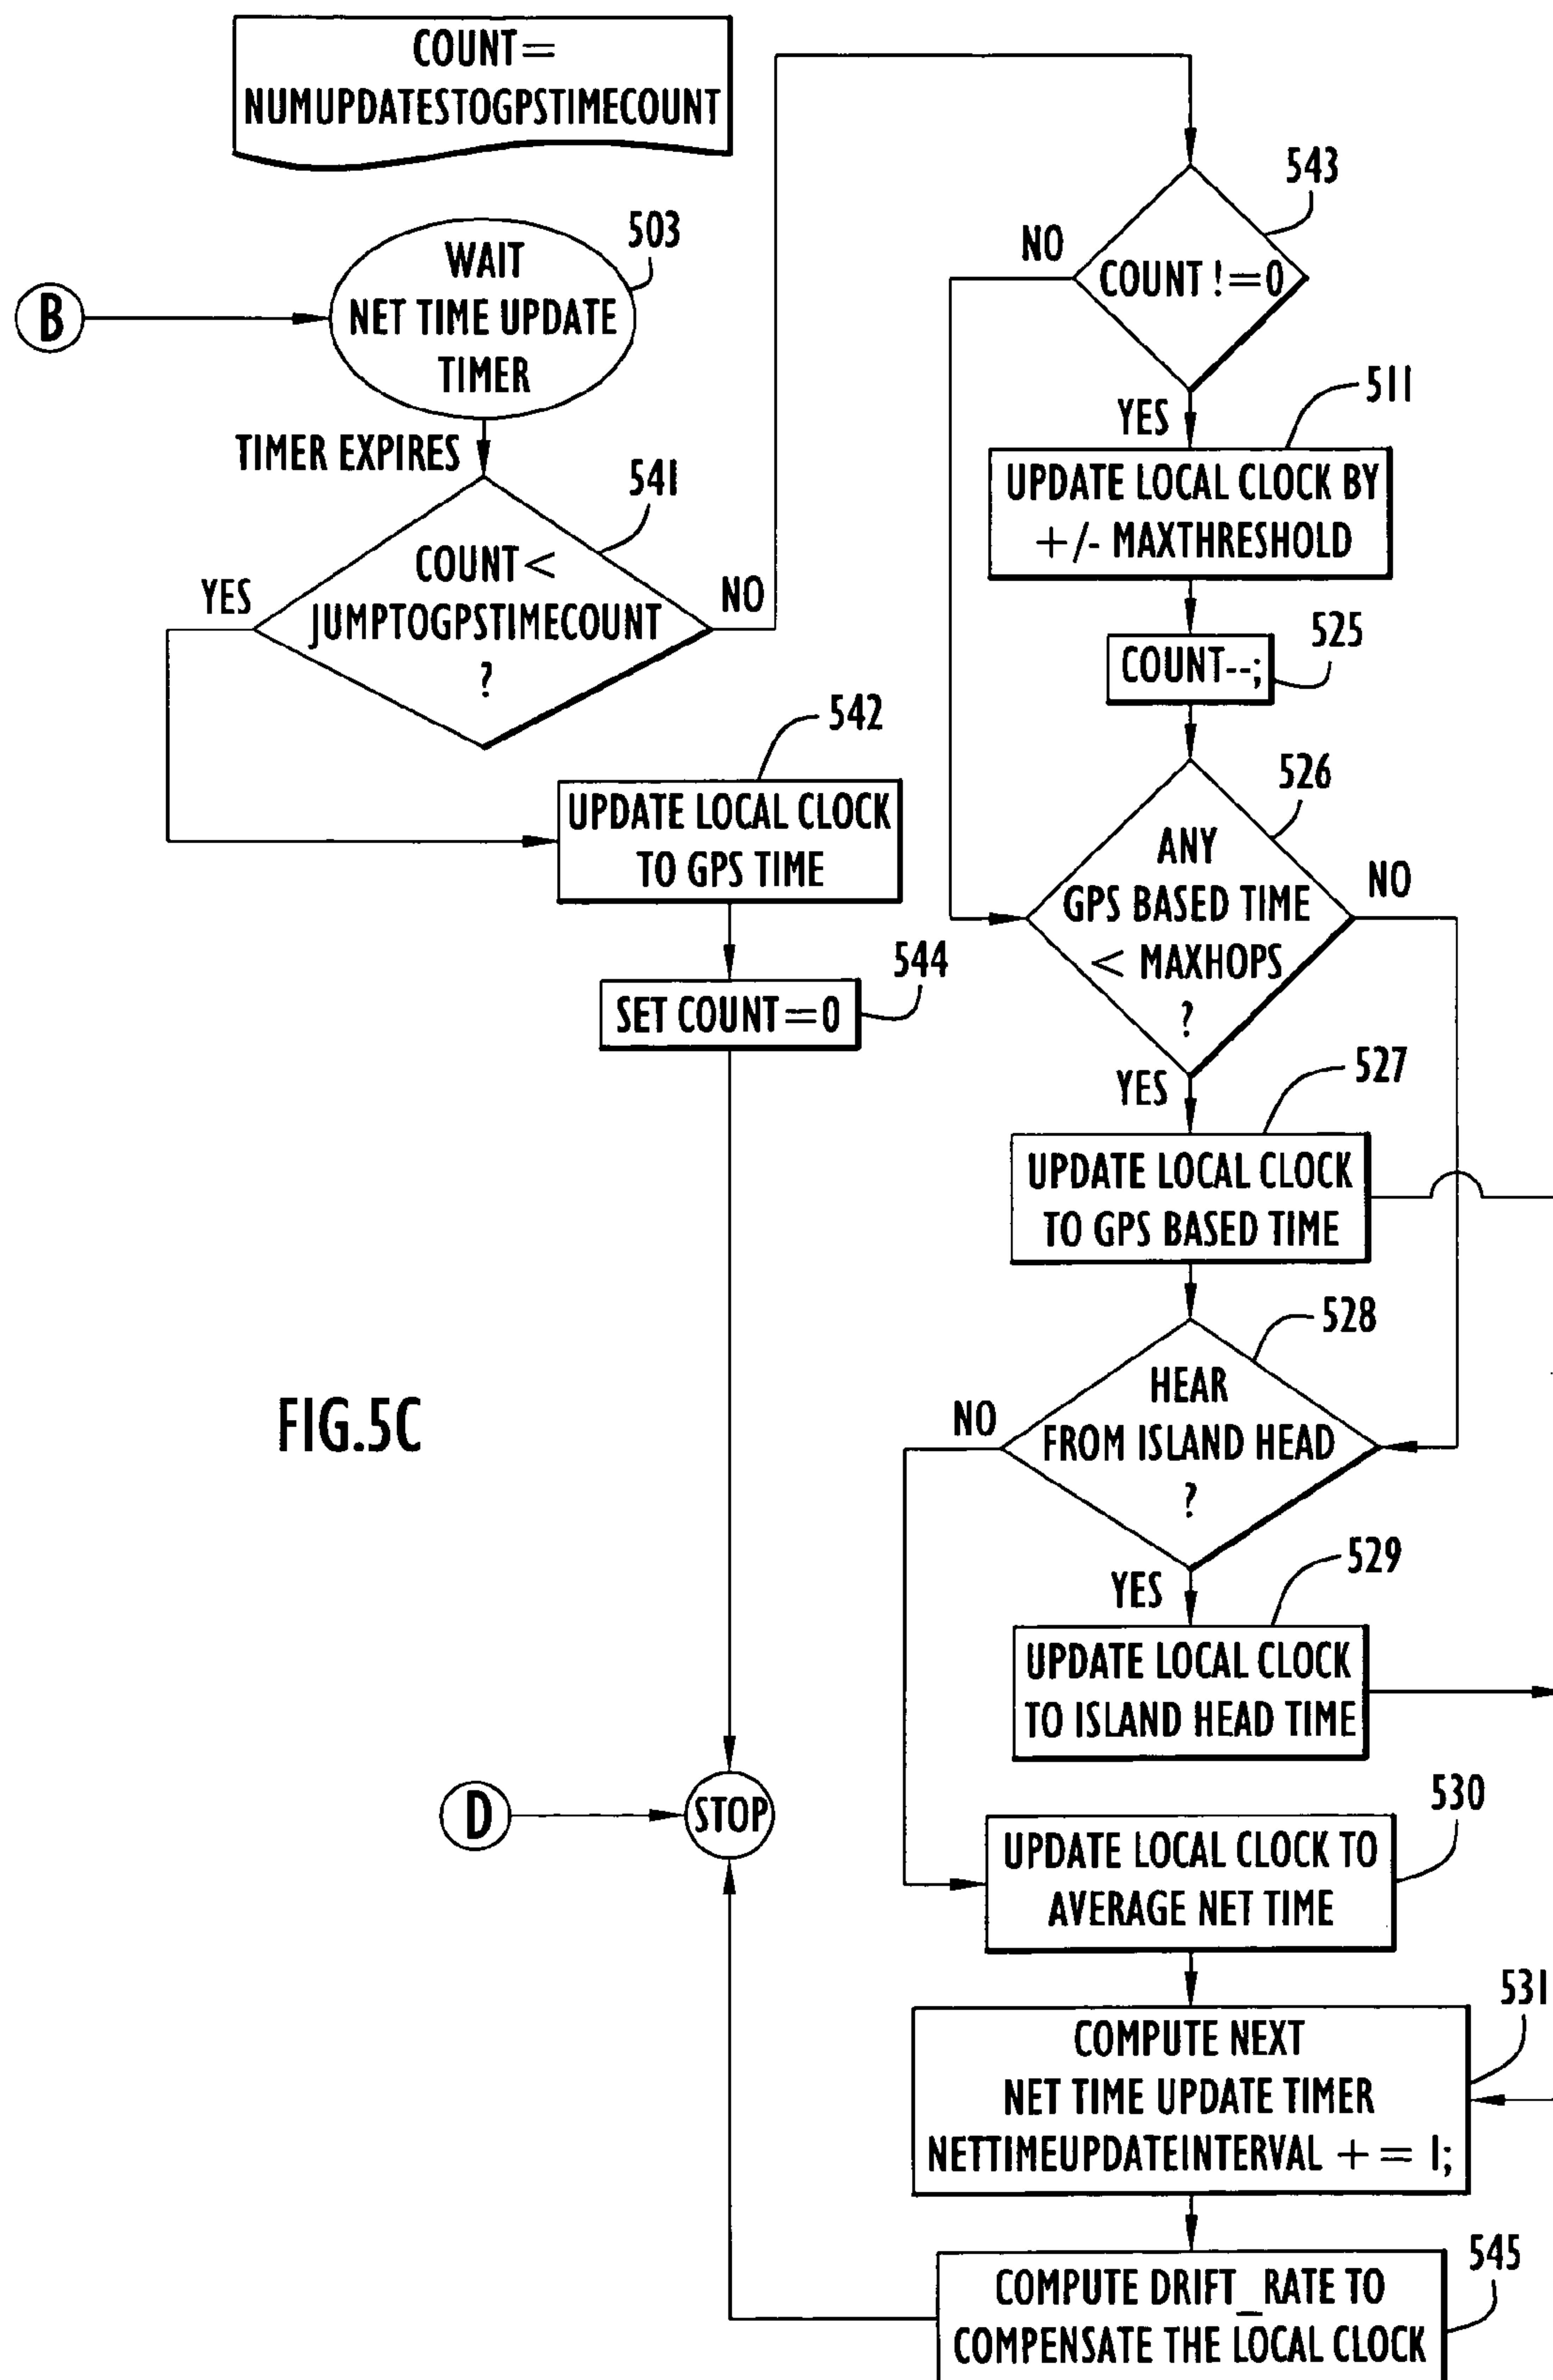 COUNT=
NUMUPDATESTOGPSTIMECOUNT
B
WAIT
NET TIME UPDATE
TIMER
503
TIMER EXPIRES
541
COUNT<
JUMPTOGPSTIMECOUNT
?
YES
NO
542
UPDATE LOCAL CLOCK
TO GPS TIME
544
SET COUNT=0
543
NO
COUNT !=0
YES
511
UPDATE LOCAL CLOCK BY
+/- MAXTHRESHOLD
525
COUNT--;
526
ANY
GPS BASED TIME
< MAXHOPS
?
NO
YES
527
UPDATE LOCAL CLOCK
TO GPS BASED TIME
528
HEAR
FROM ISLAND HEAD
?
NO
YES
529
UPDATE LOCAL CLOCK
TO ISLAND HEAD TIME
FIG.5C
D
STOP
530
UPDATE LOCAL CLOCK TO
AVERAGE NET TIME
531
COMPUTE NEXT
NET TIME UPDATE TIMER
NETTIMEUPDATEINTERVAL += 1;
545
COMPUTE DRIFT_RATE TO
COMPENSATE THE LOCAL CLOCK